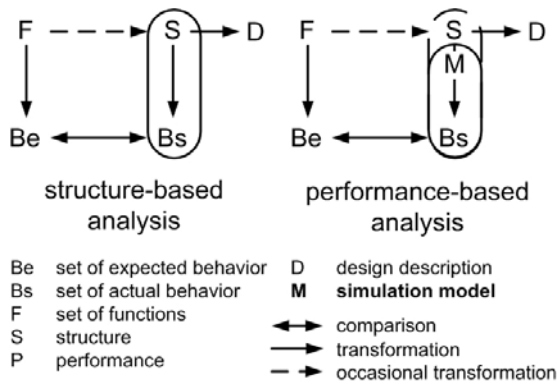 F S D
Be Bs
structure-based
analysis
F S D
M
Be Bs
performance-based
analysis
Be set of expected behavior
Bs set of actual behavior
F set of functions
S structure
P performance
D design description
M simulation model
comparison
transformation
occasional transformation